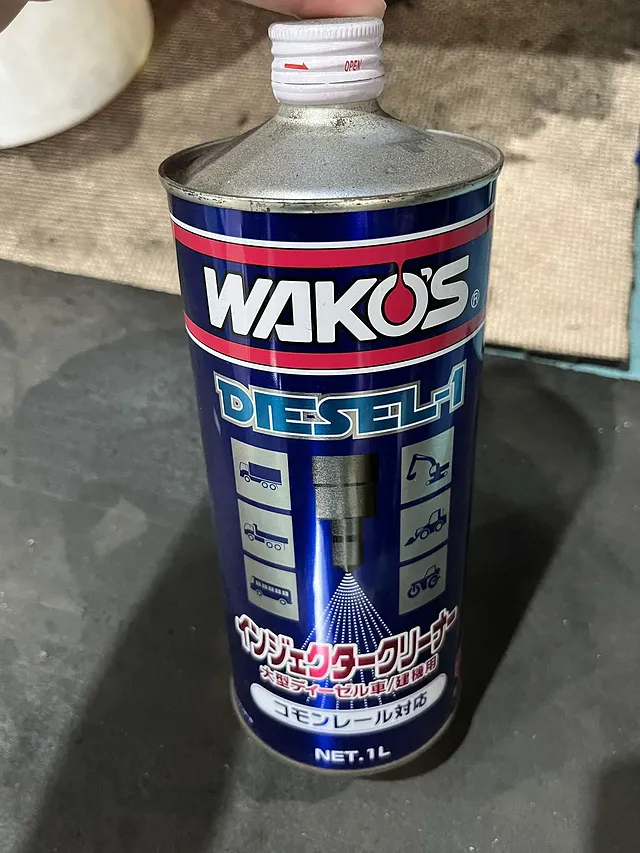 OPEN
WAKO'S®
DIESEL-1
インジェクタークリーナー
大型ディーゼル車/建機用
コモンレール対応
NET.1L